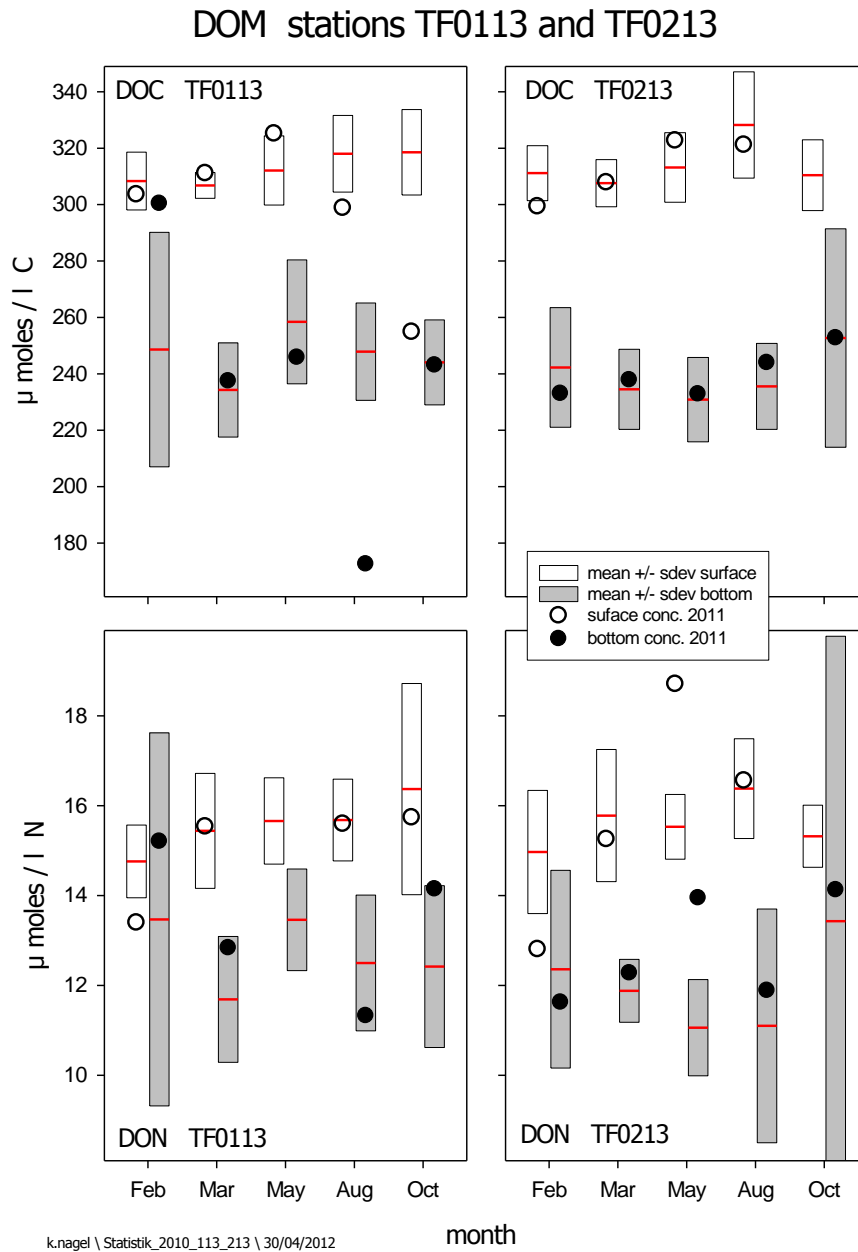 DOM stations TF0113 and TF0213
DOC TF0113
DOC TF0213
340
320
300
280
260
240
220
200
180
µ moles / l C
mean +/- sdev surface
mean +/- sdev bottom
suface conc. 2011
bottom conc. 2011
18
16
14
12
10
µ moles / l N
DON TF0113
DON TF0213
Feb Mar May Aug Oct
Feb Mar May Aug Oct
month
k.nagel \ Statistik_2010_113_213 \ 30/04/2012